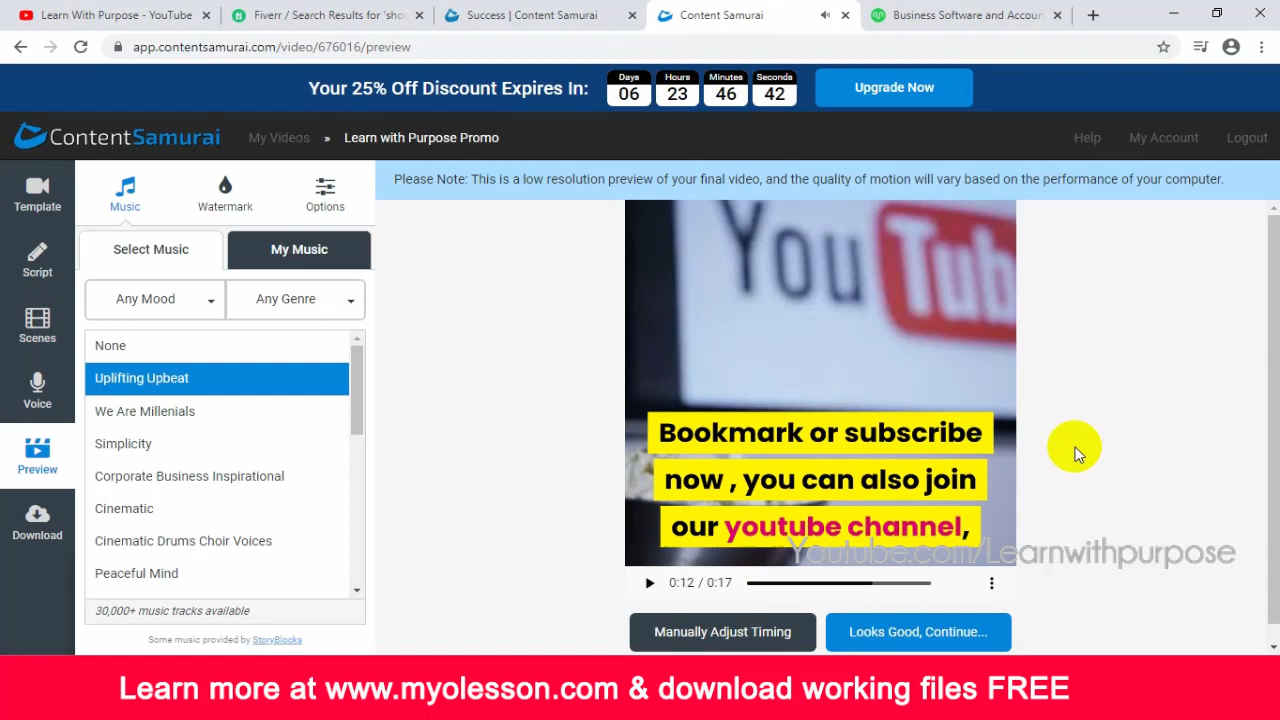 Learn With Purpose - YouTube
Fiverr / Search Results for 'sho
Success | Content Samurai
Content Samurai
Business Software and Accoun
app.contentsamurai.com/video/676016/preview
Your 25% Off Discount Expires In:
Days
06
Hours
23
Minutes
46
Seconds
42
Upgrade Now
ContentSamurai
My Videos » Learn with Purpose Promo
Help
My Account
Logout
Template
Script
Scenes
Voice
Preview
Download
Music
Watermark
Options
Please Note: This is a low resolution preview of your final video, and the quality of motion will vary based on the performance of your computer.
Select Music
My Music
Any Mood
Any Genre
None
Uplifting Upbeat
We Are Millenials
Simplicity
Corporate Business Inspirational
Cinematic
Cinematic Drums Choir Voices
Peaceful Mind
30,000+ music tracks available
Some music provided by StoryBlocks
You Tub
Bookmark or subscribe
now , you can also join
our youtube channel,
Youtube.com/Learnwithpurpose
0:12 / 0:17
Manually Adjust Timing
Looks Good, Continue...
Learn more at www.myolesson.com & download working files FREE